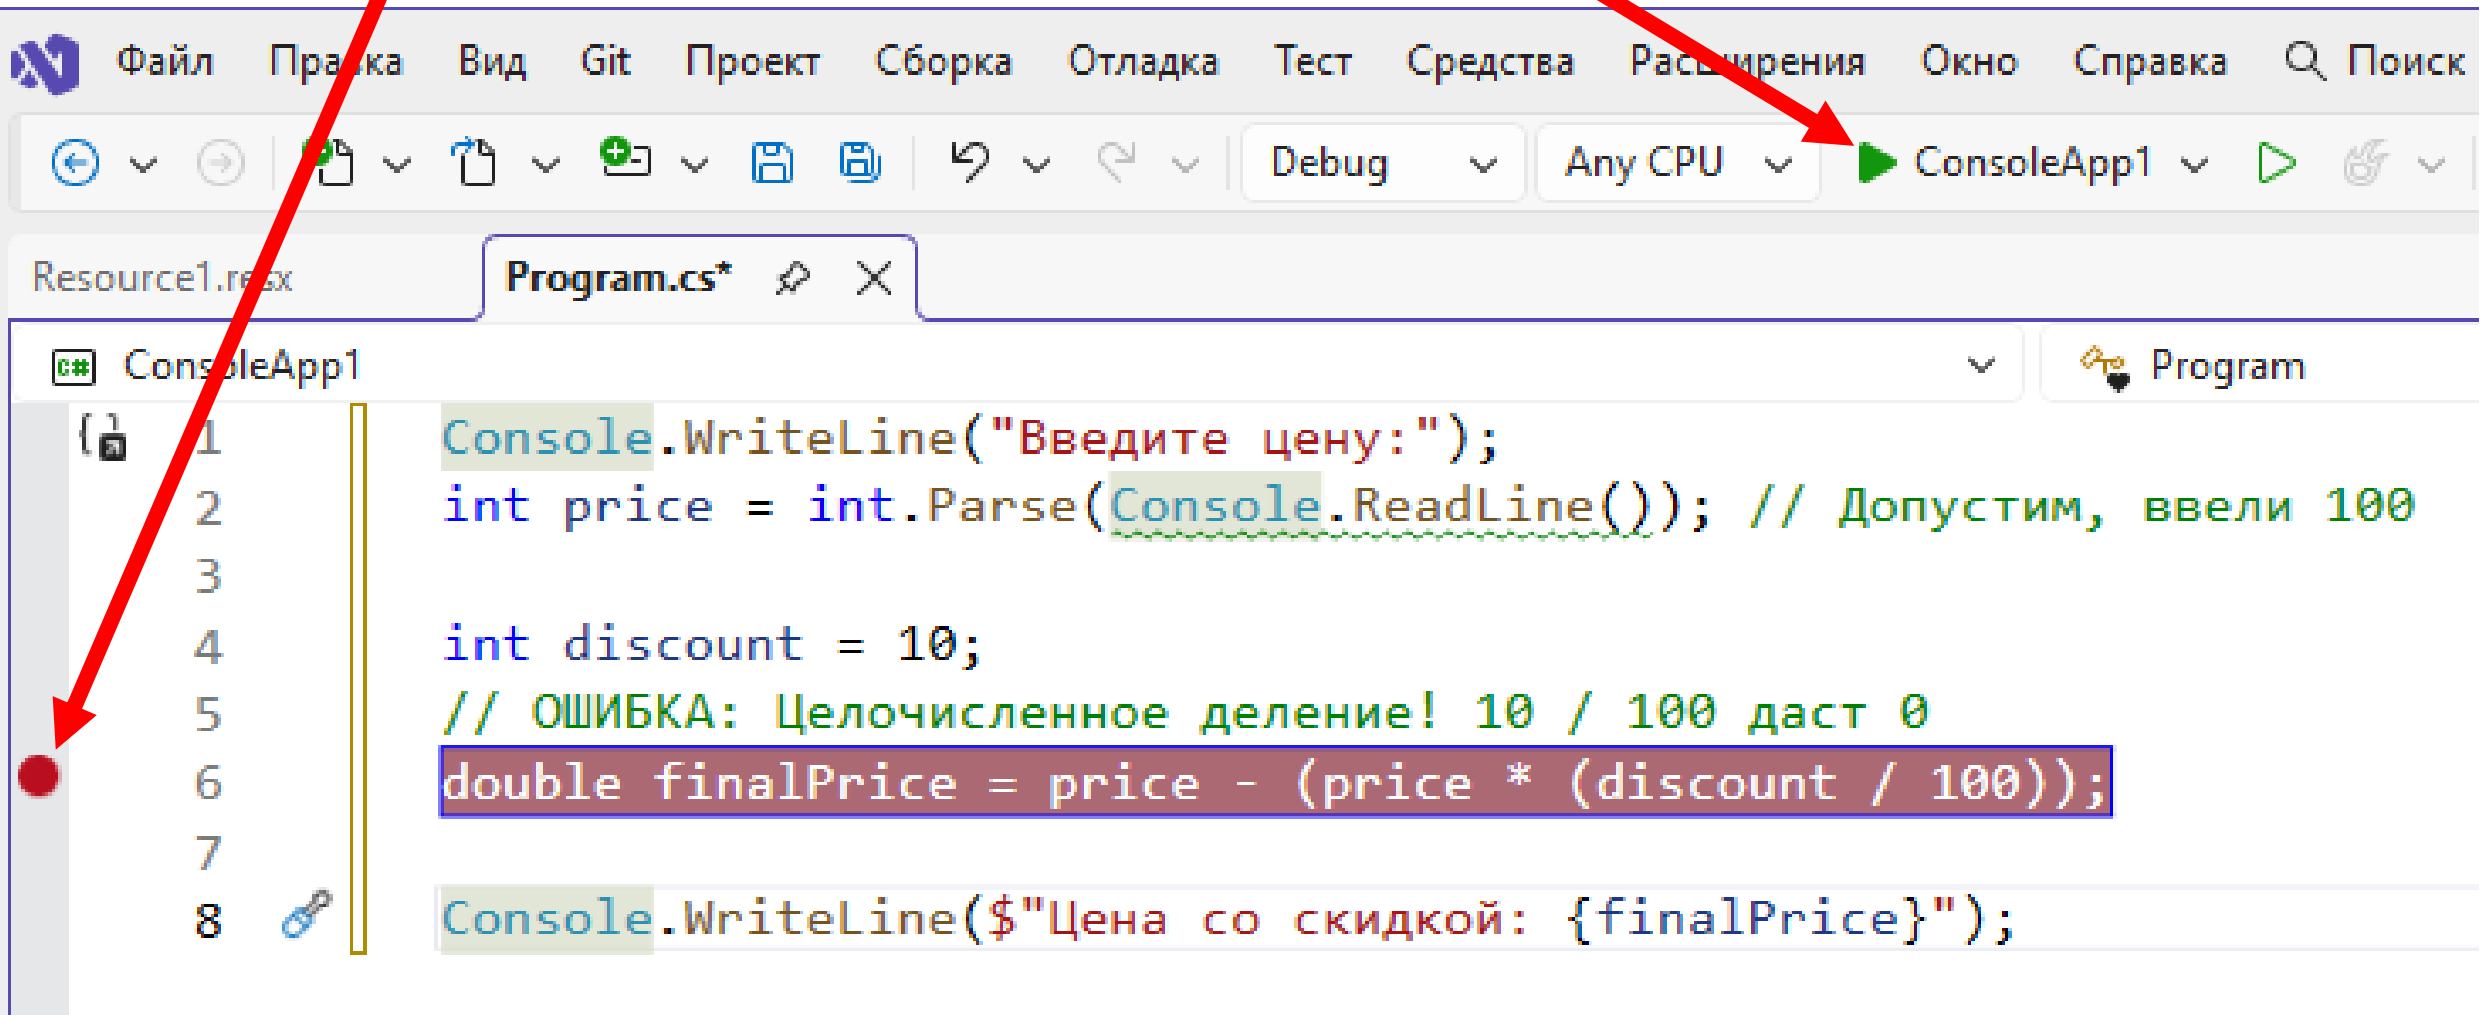 Файл Правка Вид Git Проект Сборка Отладка Тест Средства Расширения Окно Справка Поиск
Debug Any CPU ConsoleApp1
Resource1.resx Program.cs*
C# ConsoleApp1 Program
1 Console.WriteLine("Введите цену:");
2 int price = int.Parse(Console.ReadLine()); // Допустим, ввели 100
3
4 int discount = 10;
5 // ОШИБКА: Целочисленное деление! 10 / 100 даст 0
6 double finalPrice = price - (price * (discount / 100));
7
8 Console.WriteLine($"Цена со скидкой: {finalPrice}");